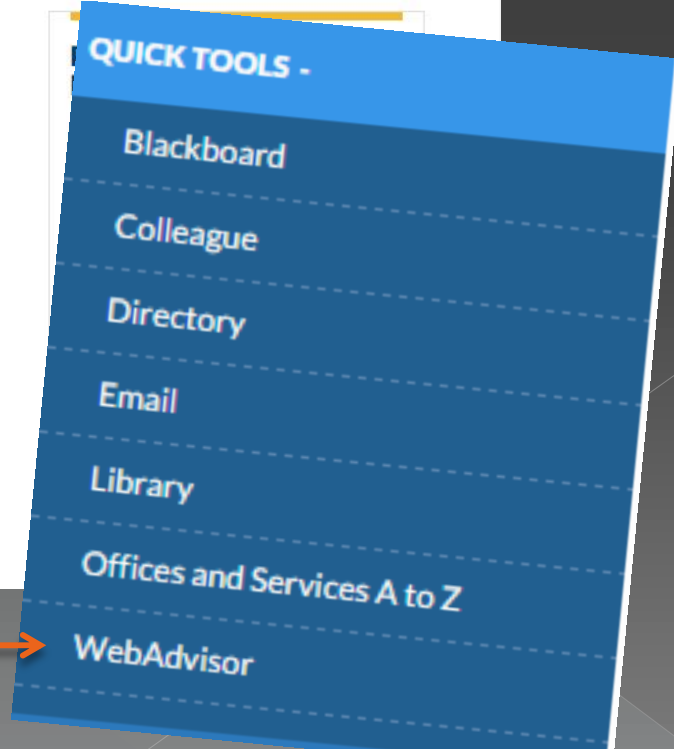 QUICK TOOLS -
Blackboard
Colleague
Directory
Email
Library
Offices and Services A to Z
WebAdvisor